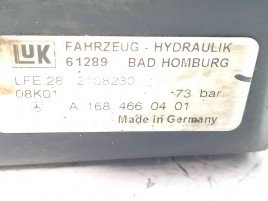 LUK FAHRZEUG - HYDRAULIK
61289 BAD HOMBURG
LFE 28 2108230
08K01 73 bar
A 168 466 04 01
Made in Germany